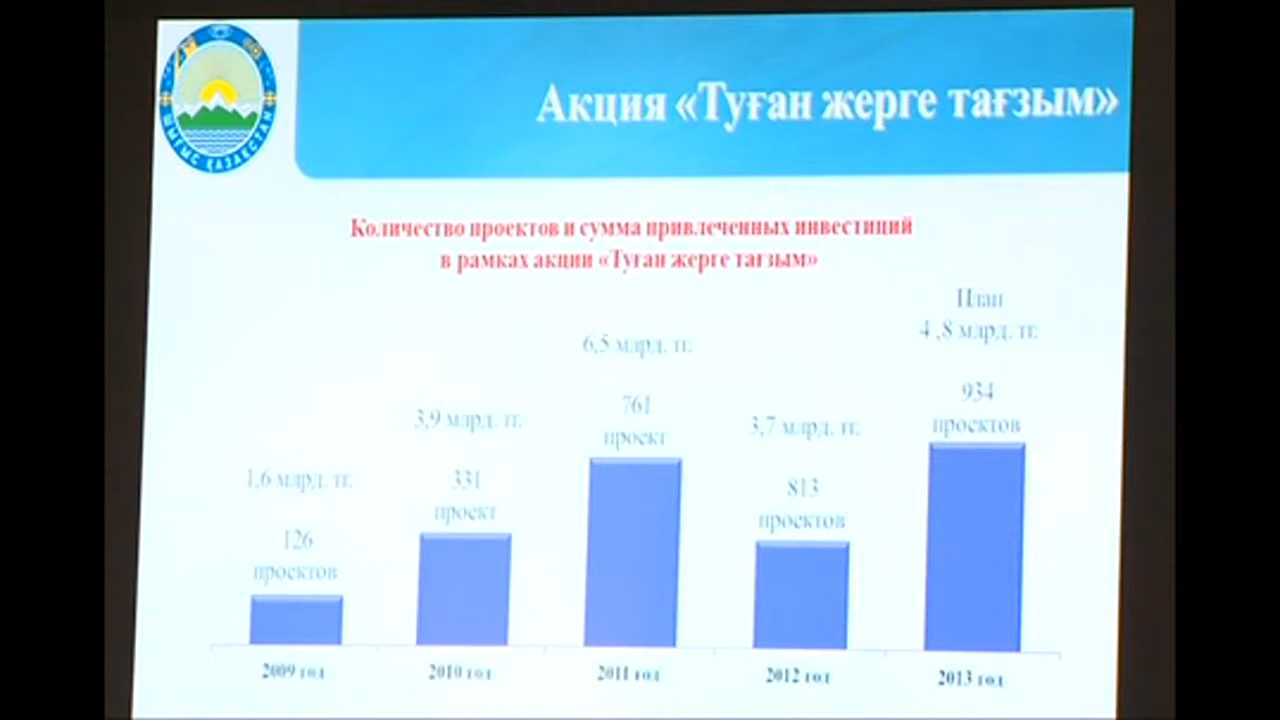 ШЫҒЫС ҚАЗАҚСТАН
Акция «Туған жерге тағзым»
Количество проектов и сумма привлеченных инвестиций
в рамках акции «Туған жерге тағзым»
1,6 млрд. тг.
126
проектов
3,9 млрд. тг.
331
проект
6,5 млрд. тг.
761
проект
3,7 млрд. тг.
813
проектов
План
4 ,8 млрд. тг.
934
проектов
2009 год
2010 год
2011 год
2012 год
2013 год